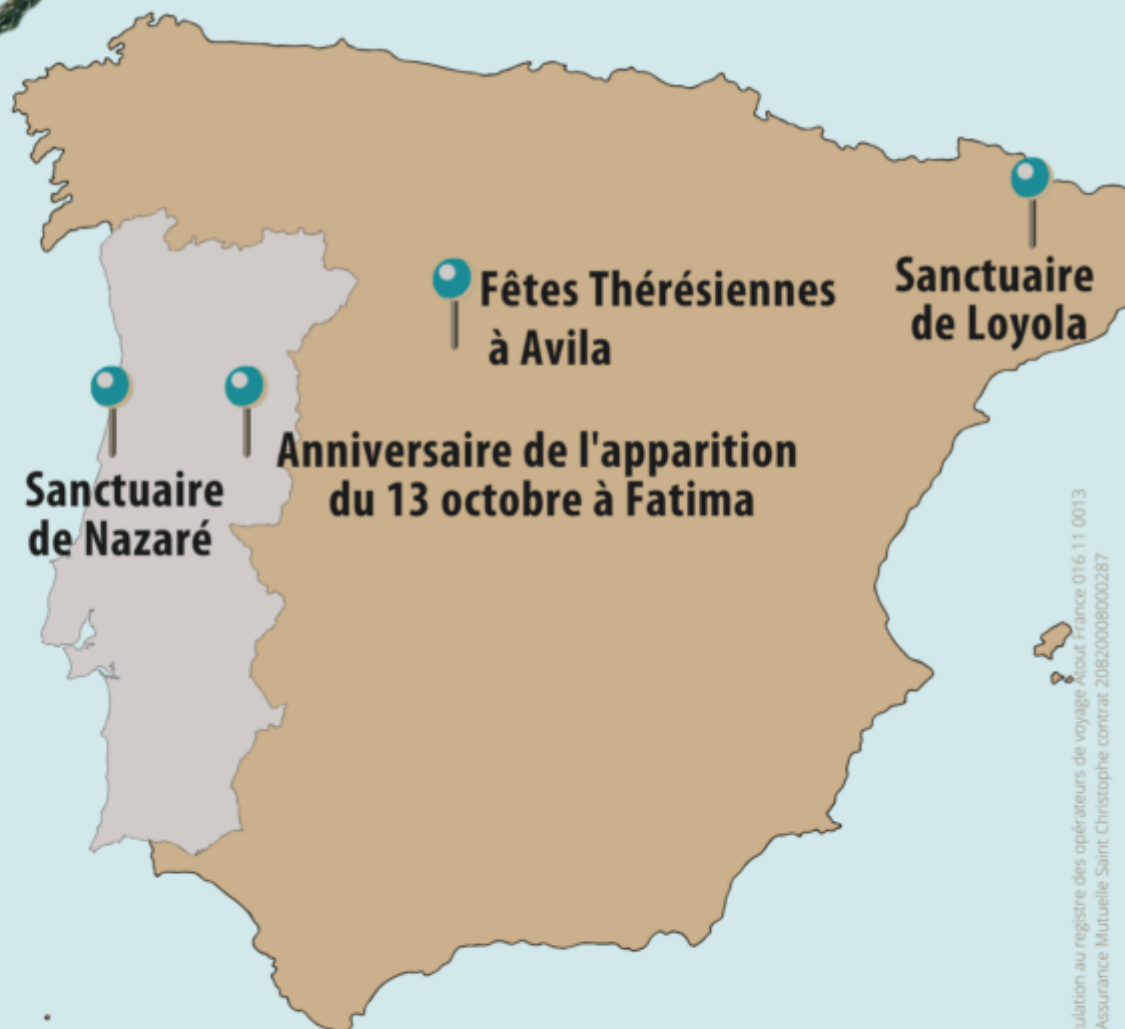 Fêtes Thérésiennes
à Avila
Sanctuaire
de Loyola
Anniversaire de l'apparition
du 13 octobre à Fatima
Sanctuaire
de Nazaré
ulation au registre des opérateurs de voyage Atout France 016 11 0013
Assurance Mutuelle Saint Christophe contrat 20820008000287